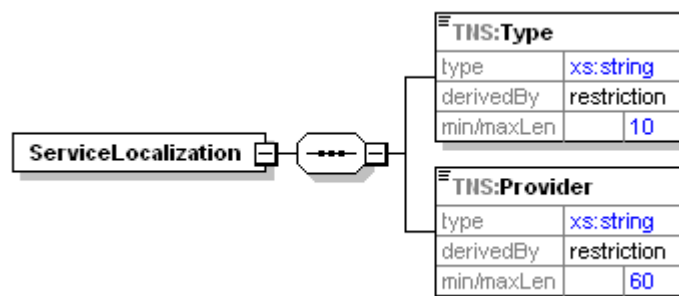 TNS:Type
type xs:string
derivedBy restriction
min/maxLen 10
ServiceLocalization
TNS:Provider
type xs:string
derivedBy restriction
min/maxLen 60